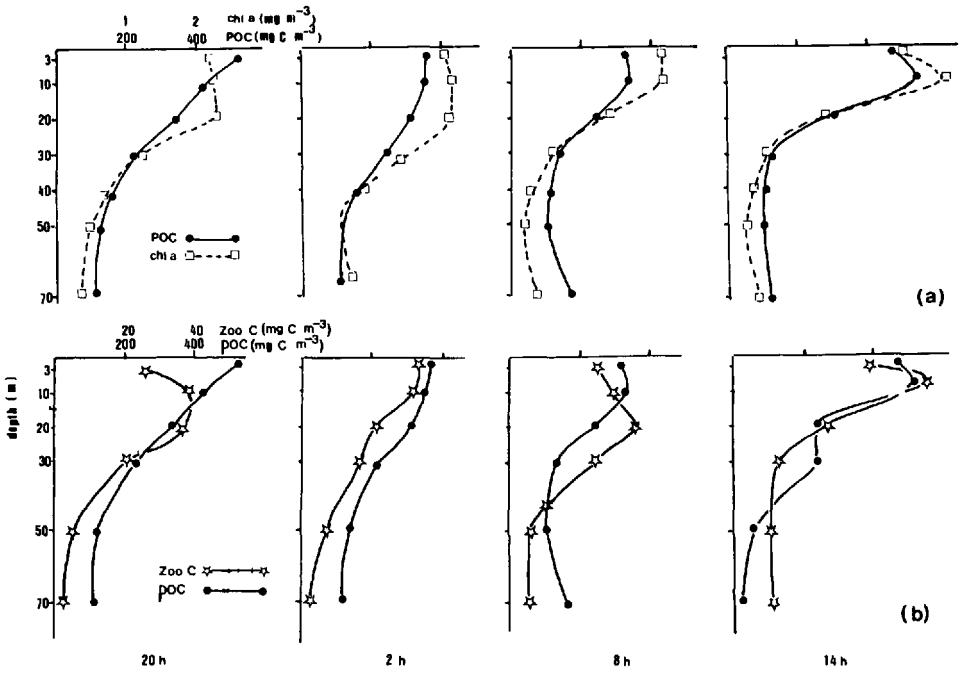 1 2 chl a (mg m-3)
200 400 POC (mg C m-3)
3
10
20
30
40
50
70
POC
chl a
(a)
20 40 Zoo C (mg C m-3)
200 400 POC (mg C m-3)
3
10
20
30
50
70
depth (m)
Zoo C
POC
(b)
20 h 2 h 8 h 14 h